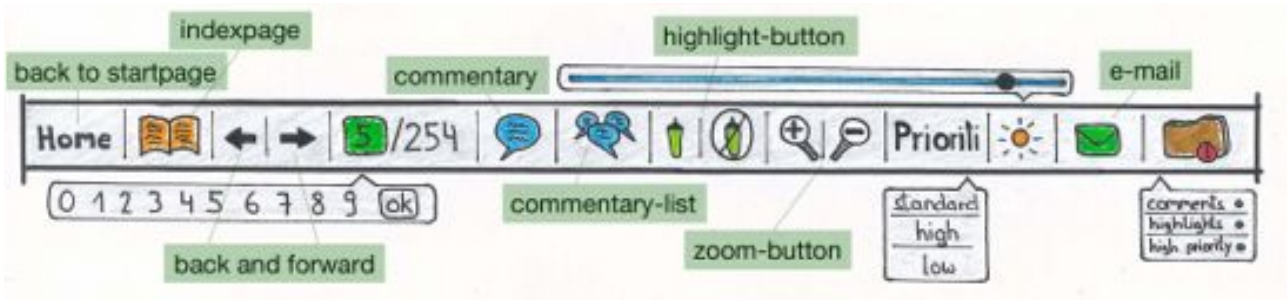 indexpage
highlight-button
back to startpage
commentary
e-mail
Home
5/254
Prioriti
0 1 2 3 4 5 6 7 8 9 ok
commentary-list
standard
high
low
comments
highlights
high priority
zoom-button
back and forward